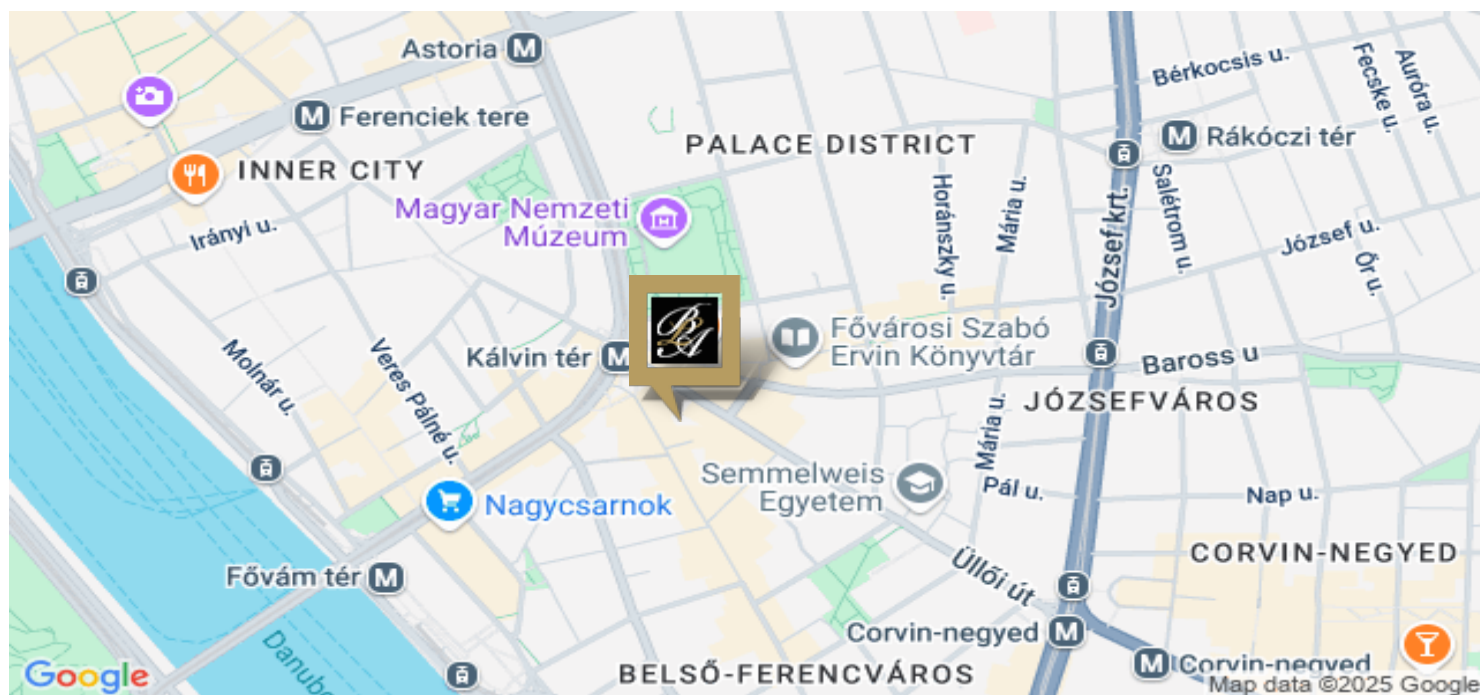 Astoria M
Bérkocsis u.
Fecske u.
Auróra u.
M Ferenciek tere
PALACE DISTRICT
M Rákóczi tér
INNER CITY
Magyar Nemzeti
Múzeum
Horánszky u.
Mária u.
József krt.
Salétrom u.
Irányi u.
József u.
Őr u.
Molnár u.
Veres Pálné u.
Kálvin tér M
B A
Fővárosi Szabó
Ervin Könyvtár
Baross u
JÓZSEFVÁROS
Mária u.
Semmelweis
Egyetem
Pál u.
Nap u.
Nagycsarnok
CORVIN-NEGYED
Üllői út
Fővám tér M
Corvin-negyed M
M Corvin-negyed
Danube
BELSŐ-FERENCVÁROS
Google
Map data ©2025 Google